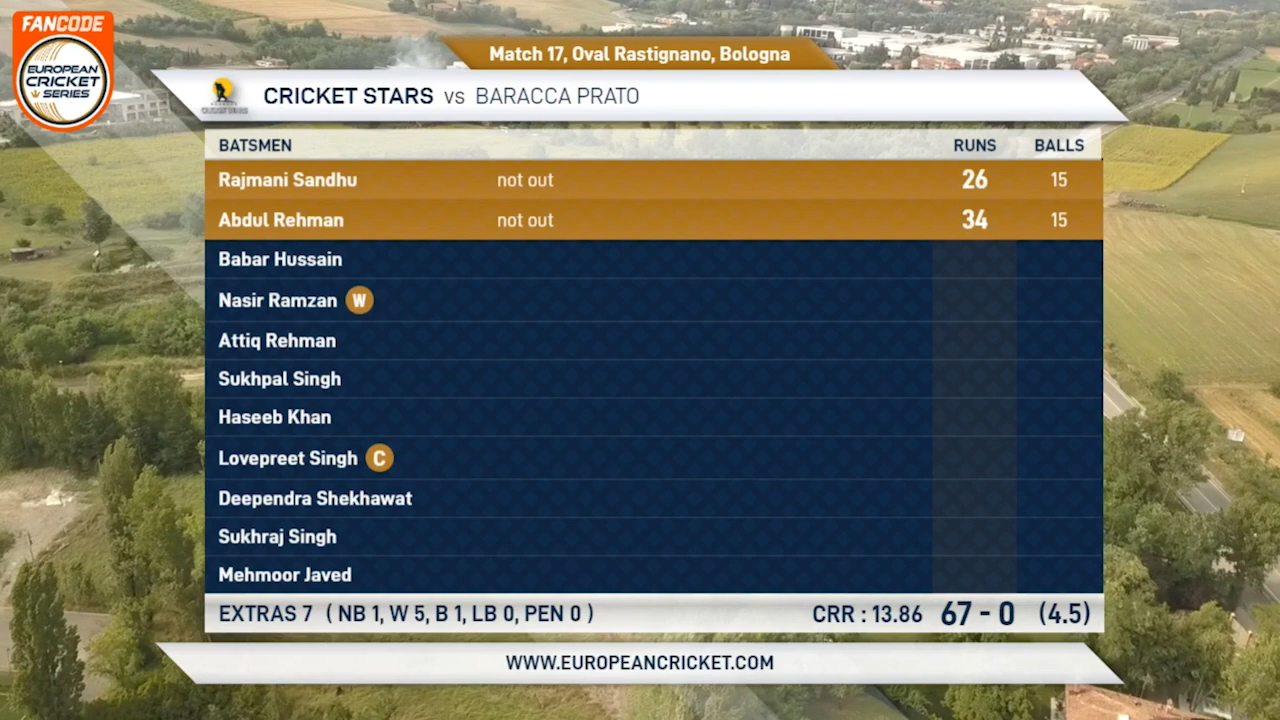 FANCODE
EUROPEAN
CRICKET
SERIES
Match 17, Oval Rastignano, Bologna
CRICKET STARS vs BARACCA PRATO
BATSMEN RUNS BALLS
Rajmani Sandhu not out 26 15
Abdul Rehman not out 34 15
Babar Hussain
Nasir Ramzan W
Attiq Rehman
Sukhpal Singh
Haseeb Khan
Lovepreet Singh C
Deependra Shekhawat
Sukhraj Singh
Mehmoor Javed
EXTRAS 7 ( NB 1, W 5, B 1, LB 0, PEN 0 ) CRR : 13.86 67 - 0 (4.5)
WWW.EUROPEANCRICKET.COM